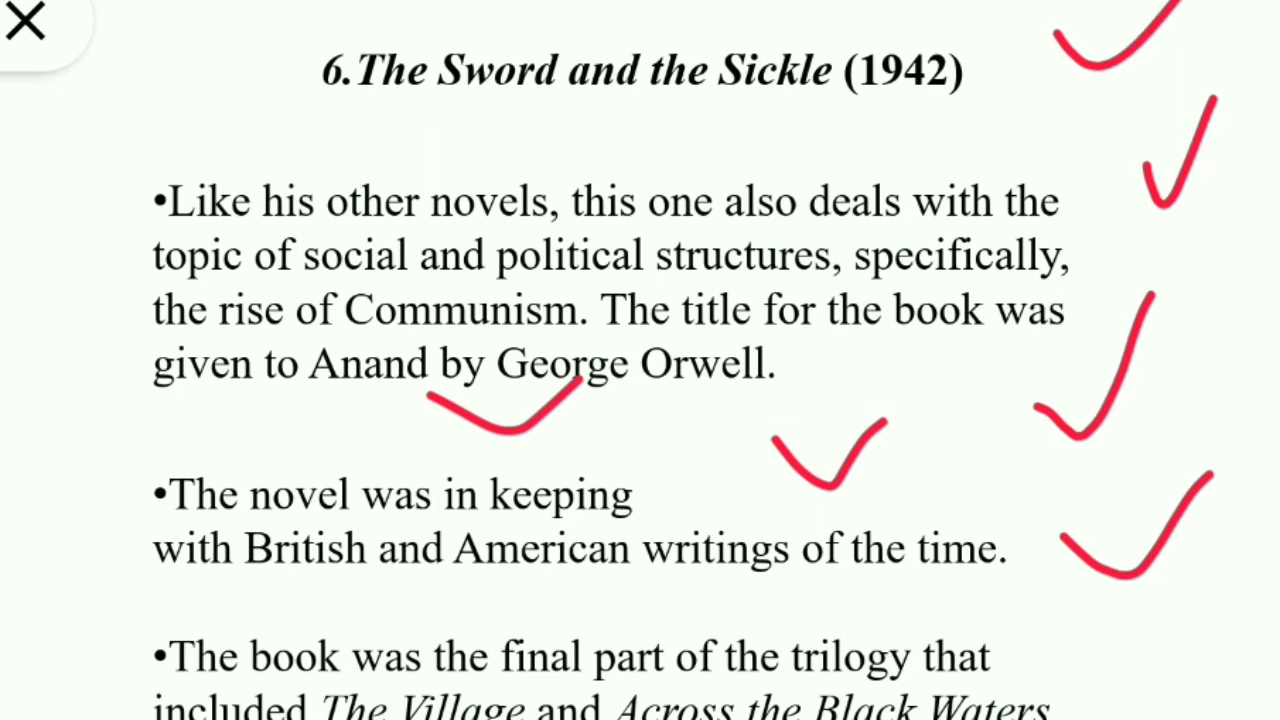 6. The Sword and the Sickle (1942)
•Like his other novels, this one also deals with the
topic of social and political structures, specifically,
the rise of Communism. The title for the book was
given to Anand by George Orwell.
•The novel was in keeping
with British and American writings of the time.
•The book was the final part of the trilogy that
included The Village and Across the Black Waters